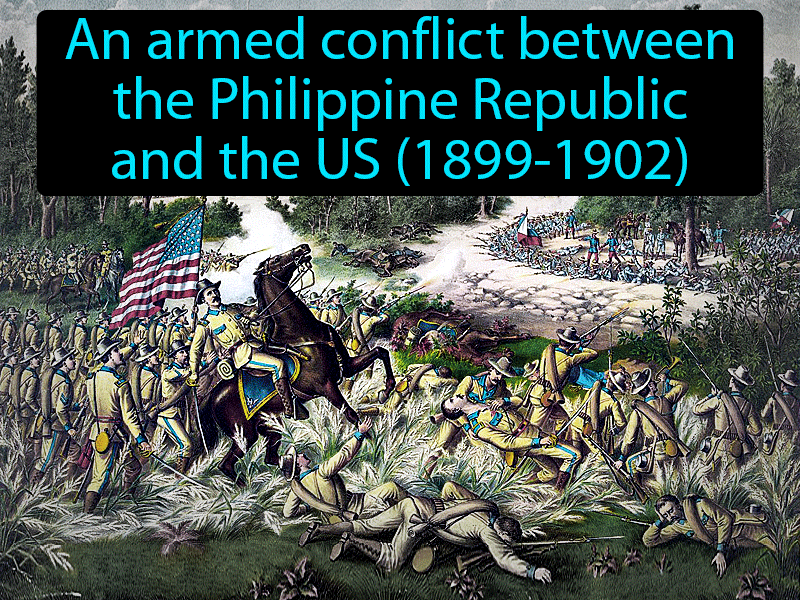 An armed conflict between
the Philippine Republic
and the US (1899-1902)